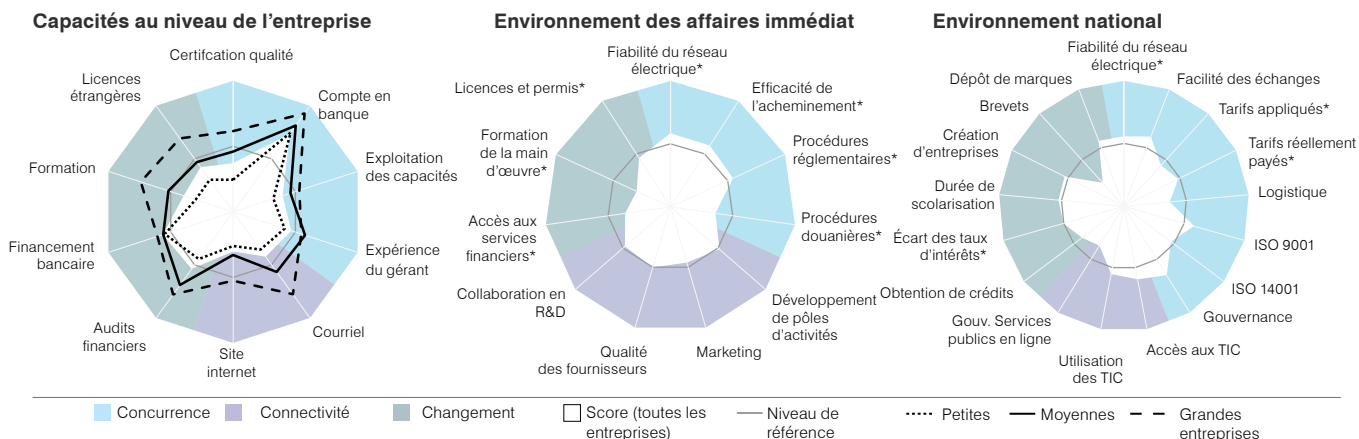 Capacités au niveau de l'entreprise
Certifcation qualité
Licences
étrangères
Compte en
banque
Formation
Exploitation
des capacités
Financement
bancaire
Expérience
du gérant
Audits
financiers
Site
internet
Courriel
Environnement des affaires immédiat
Fiabilité du réseau
électrique*
Licences et permis*
Efficacité de
l'acheminement*
Formation
de la main
d'œuvre*
Procédures
réglementaires*
Accès aux
services
financiers*
Procédures
douanières*
Collaboration en
R&D
Développement
de pôles
d'activités
Qualité
des fournisseurs
Marketing
Environnement national
Fiabilité du réseau
électrique*
Dépôt de marques
Facilité des échanges
Brevets
Tarifs appliqués*
Création
d'entreprises
Tarifs réellement
payés*
Durée de
scolarisation
Logistique
Écart des taux
d'intérêts*
ISO 9001
Obtention de crédits
ISO 14001
Gouv. Services
publics en ligne
Gouvernance
Utilisation
des TIC
Accès aux TIC
Concurrence
Connectivité
Changement
Score (toutes les
entreprises)
Niveau de
référence
Petites
Moyennes
Grandes
entreprises